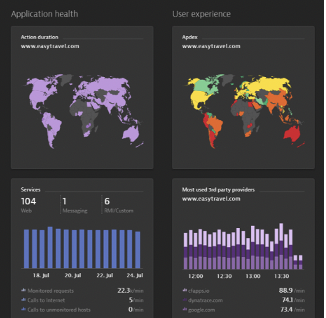 Application health
User experience
Action duration
www.easytravel.com
Apdex
www.easytravel.com
Services
104
1
6
Web
Messaging
RMI/Custom
18. Jul
20. Jul
22. Jul
24. Jul
Monitored requests
22.3k/min
Calls to internet
5/min
Calls to unmonitored hosts
0/min
Most used 3rd party providers
www.easytravel.com
12:00
12:30
13:00
13:30
88.9 /min
dynatrace.com
74.1 /min
google.com
73.4 /min